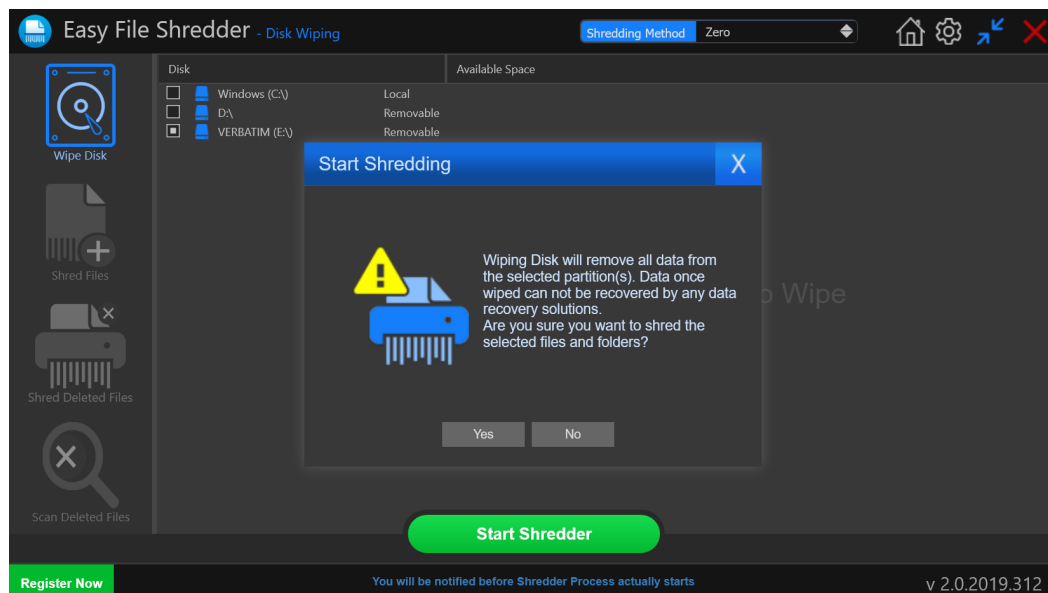 Easy File Shredder - Disk Wiping
Shredding Method Zero
Disk Available Space
Windows (C:\) Local
D:\ Removable
VERBATIM (E:\) Removable
Wipe Disk
Shred Files
Shred Deleted Files
Scan Deleted Files
Start Shredding X
Wiping Disk will remove all data from
the selected partition(s). Data once
wiped can not be recovered by any data
recovery solutions.
Are you sure you want to shred the
selected files and folders?
Wipe
Yes No
Start Shredder
Register Now
You will be notified before Shredder Process actually starts
v 2.0.2019.312